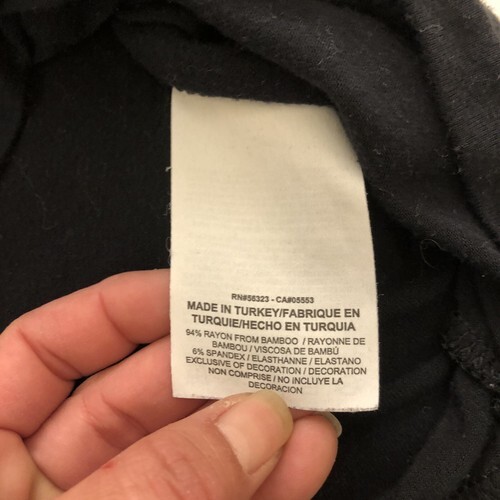 RN#56323 - CA#05553
MADE IN TURKEY/FABRIQUE EN
TURQUIE/HECHO EN TURQUIA
94% RAYON FROM BAMBOO / RAYONNE DE
BAMBOU / VISCOSA DE BAMBÚ
6% SPANDEX / ELASTHANNE / ELASTANO
EXCLUSIVE OF DECORATION / DECORATION
NON COMPRISE / NO INCLUYE LA
DECORACION